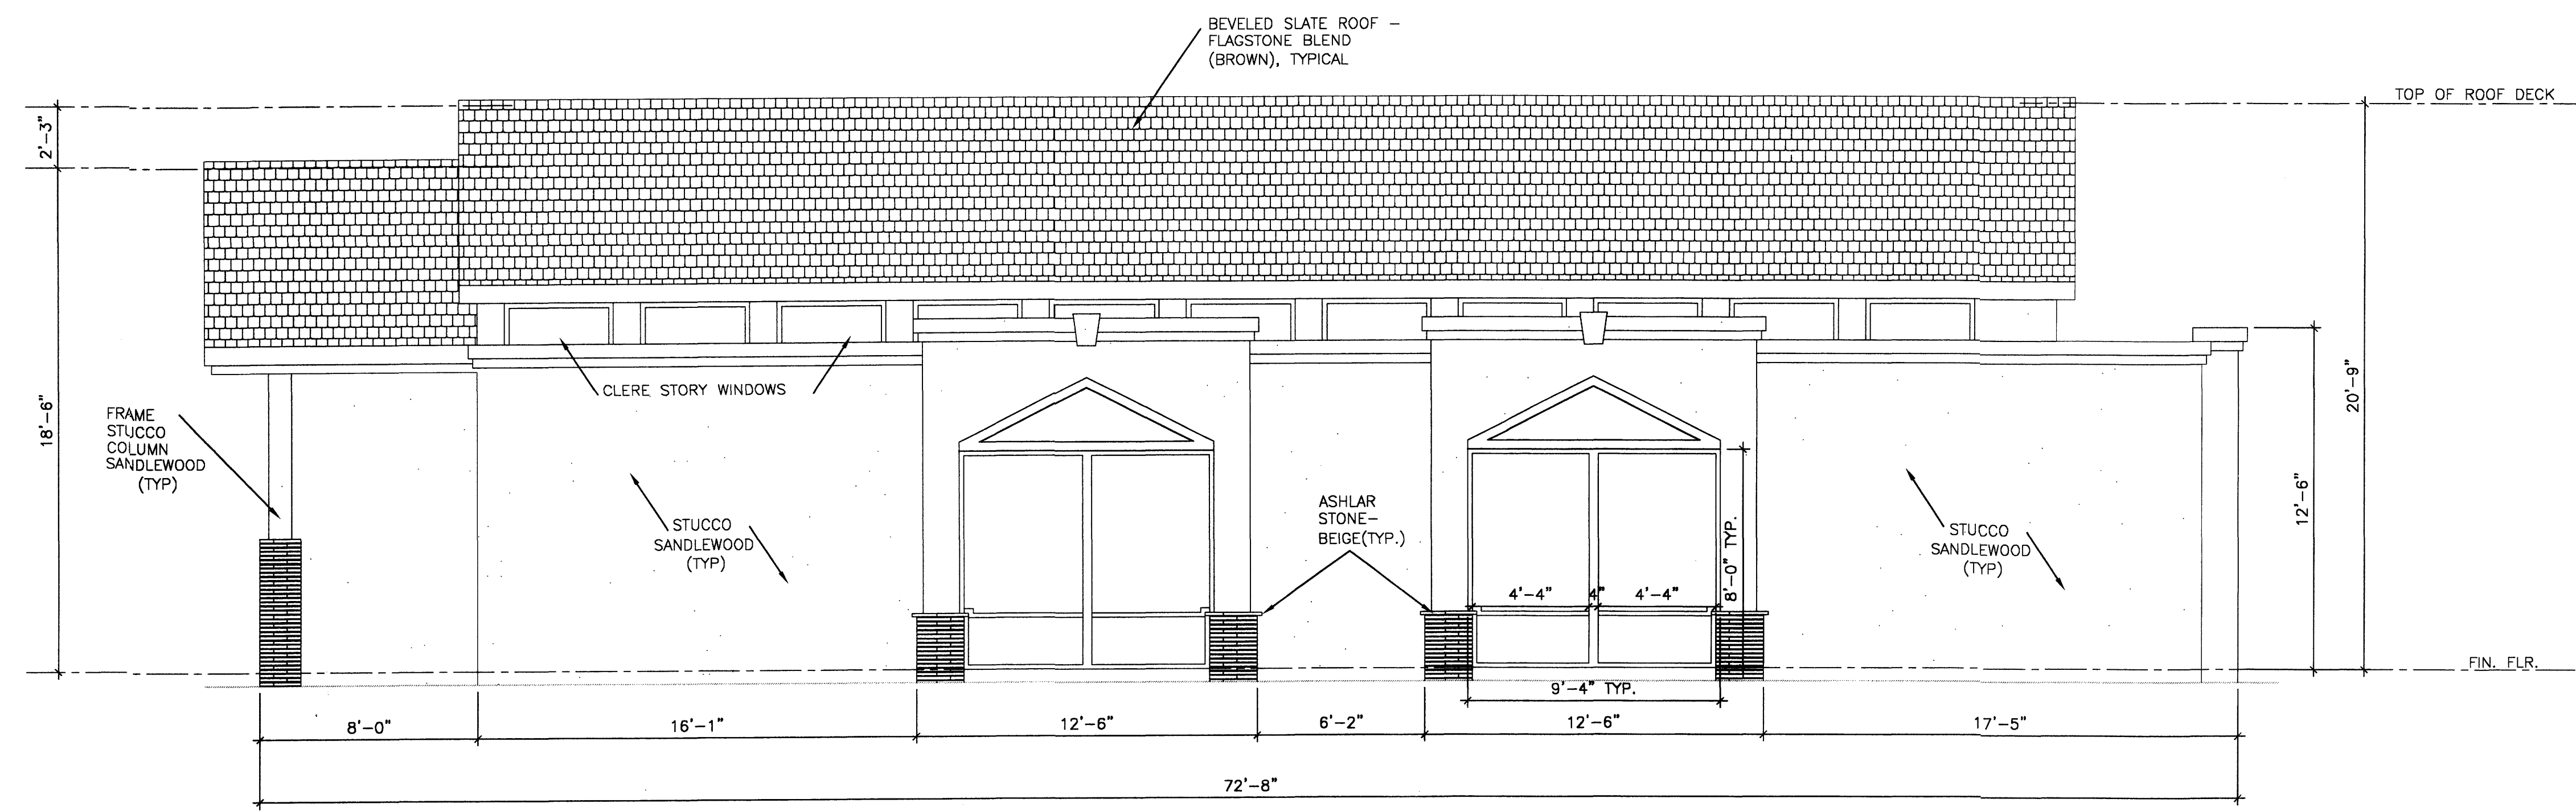 BEVELED SLATE ROOF –
FLAGSTONE BLEND
(BROWN), TYPICAL
TOP OF ROOF DECK
2'-3"
18'-6"
20'-9"
12'-6"
CLERE STORY WINDOWS
FRAME
STUCCO
COLUMN
SANDLEWOOD
(TYP)
STUCCO
SANDLEWOOD
(TYP)
ASHLAR
STONE–
BEIGE(TYP.)
8'-0" TYP.
STUCCO
SANDLEWOOD
(TYP)
4'-4"
4"
4'-4"
FIN. FLR.
9'-4" TYP.
8'-0"
16'-1"
12'-6"
6'-2"
12'-6"
17'-5"
72'-8"